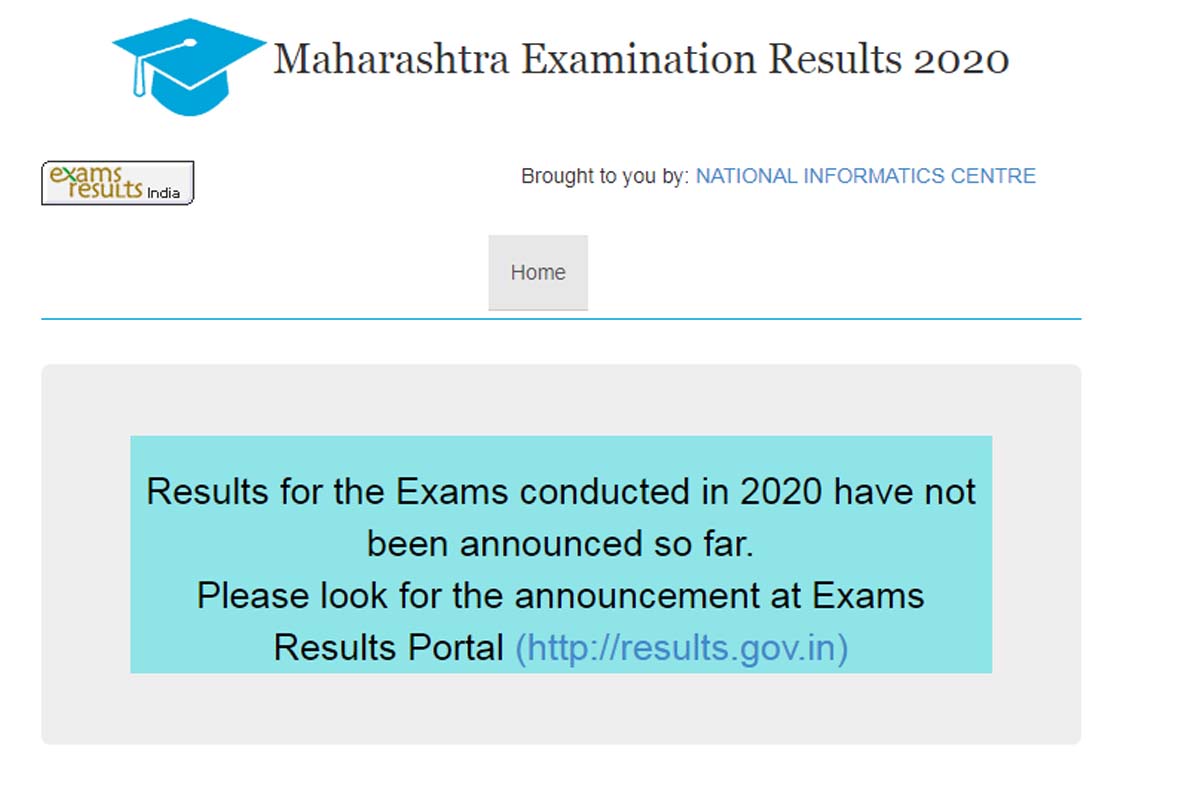 Maharashtra Examination Results 2020
exams
results India
Brought to you by: NATIONAL INFORMATICS CENTRE
Home
Results for the Exams conducted in 2020 have not
been announced so far.
Please look for the announcement at Exams
Results Portal (http://results.gov.in)